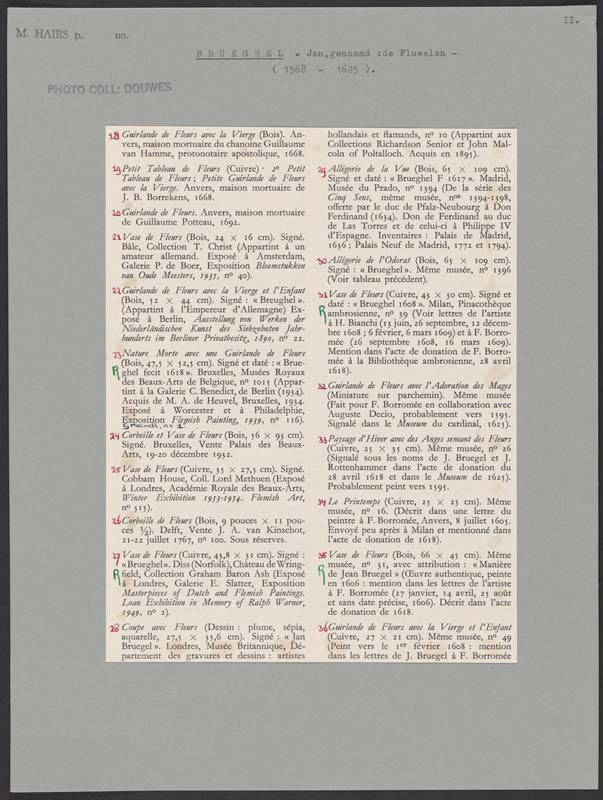 II.
M. HAIRS p. no.
B R U E G H E L - Jan, genaamd :de Fluwelen -
( 1568 - 1625 ).
PHOTO COLL: DOUWES
18 Guirlande de Fleurs avec la Vierge (Bois). An-
vers, maison mortuaire du chanoine Guillaume
van Hamme, protonotaire apostolique, 1668.
19 Petit Tableau de Fleurs (Cuivre) · 2º Petit
Tableau de Fleurs ; Petite Guirlande de Fleurs
avec la Vierge. Anvers, maison mortuaire de
J. B. Borrekens, 1668.
20 Guirlande de Fleurs. Anvers, maison mortuaire
de Guillaume Potteau, 1692.
21 Vase de Fleurs (Bois, 24 × 16 cm). Signé.
Bâle, Collection T. Christ (Appartient à un
amateur allemand. Exposé à Amsterdam,
Galerie P. de Boer, Exposition Bloemstukken
van Oude Meesters, 1935, nº 40).
22 Guirlande de Fleurs avec la Vierge et l'Enfant
(Bois, 52 × 44 cm). Signé : « Breughel ».
(Appartint à l'Empereur d'Allemagne) Ex-
posé à Berlin, Ausstellung von Werken der
Niederländischen Kunst des Siebzehnten Jahr-
hunderts im Berliner Privatbesitz, 1890, nº 22.
23 Nature Morte avec une Guirlande de Fleurs
(Bois, 47,5 × 52,5 cm). Signé et daté : « Brue-
R ghel fecit 1618 ». Bruxelles, Musées Royaux
des Beaux-Arts de Belgique, nº 1015 (Appar-
tint à la Galerie C. Benedict, de Berlin (1934).
Acquis de M. A. de Heuvel, Bruxelles, 1954.
Exposé à Worcester et à Philadelphie,
Exposition Flemish Painting, 1939, nº 116).
24 Corbeille et Vase de Fleurs (Bois, 56 × 93 cm).
Signé. Bruxelles, Vente Palais des Beaux-
Arts, 19-20 décembre 1932.
25 Vase de Fleurs (Cuivre, 35 × 27,5 cm). Signé.
Cobbam House, Coll. Lord Methuen (Exposé
à Londres, Académie Royale des Beaux-Arts,
Winter Exhibition 1953-1954. Flemish Art,
nº 315).
26 Corbeille de Fleurs (Bois, 9 pouces × 11 pou-
ces ½). Delft, Vente J. A. van Kinschot,
21-22 juillet 1767, nº 100. Sous réserves.
27 Vase de Fleurs (Cuivre, 43,8 × 31 cm). Signé :
« Brueghel». Diss (Norfolk), Château de Wring-
R field, Collection Graham Baron Ash (Exposé
à Londres, Galerie E. Slatter, Exposition
Masterpieces of Dutch and Flemish Paintings.
Loan Exhibition in Memory of Ralph Warner,
1949, nº 2).
28 Coupe avec Fleurs (Dessin : plume, sépia,
aquarelle, 27,5 × 35,6 cm). Signé : « Jan
Bruegel ». Londres, Musée Britannique, Dé-
partement des gravures et dessins : artistes
hollandais et flamands, nº 10 (Appartint aux
Collections Richardson Senior et John Mal-
coln of Poltalloch. Acquis en 1895).
29 Allégorie de la Vue (Bois, 65 × 109 cm).
Signé et daté : « Brueghel F 1617 ». Madrid,
Musée du Prado, nº 1394 (De la série des
Cinq Sens, même musée, nos 1394-1398,
offerte par le duc de Pfalz-Neubourg à Don
Ferdinand (1634). Don de Ferdinand au duc
de Las Torres et de celui-ci à Philippe IV
d'Espagne. Inventaires : Palais de Madrid,
1636 ; Palais Neuf de Madrid, 1772 et 1794).
30 Allégorie de l'Odorat (Bois, 65 × 109 cm).
Signé : « Brueghel ». Même musée, nº 1396
(Voir tableau précédent).
31 Vase de Fleurs (Cuivre, 43 × 30 cm). Signé et
daté : « Brueghel 1608 ». Milan, Pinacothèque
R ambrosienne, nº 39 (Voir lettres de l'artiste
à H. Bianchi (13 juin, 26 septembre, 12 décem-
bre 1608 ; 6 février, 6 mars 1609) et à F. Borro-
mée (26 septembre 1608, 16 mars 1609).
Mention dans l'acte de donation de F. Borro-
mée à la Bibliothèque ambrosienne, 28 avril
1618).
32 Guirlande de Fleurs avec l'Adoration des Mages
(Miniature sur parchemin). Même musée
(Fait pour F. Borromée en collaboration avec
Auguste Decio, probablement vers 1595.
Signalé dans le Museum du cardinal, 1625).
33 Paysage d'Hiver avec des Anges semant des Fleurs
(Cuivre, 25 × 35 cm). Même musée, nº 26
(Signalé sous les noms de J. Bruegel et J.
Rottenhammer dans l'acte de donation du
28 avril 1618 et dans le Museum de 1625).
Probablement peint vers 1595.
34 Le Printemps (Cuivre, 25 × 25 cm). Même
musée, nº 16. (Décrit dans une lettre du
peintre à F. Borromée, Anvers, 8 juillet 1605.
Envoyé peu après à Milan et mentionné dans
l'acte de donation de 1618).
35 Vase de Fleurs (Bois, 66 × 45 cm). Même
musée, nº 31, avec attribution : « Manière
R de Jean Bruegel » (Œuvre authentique, peinte
en 1606 : mention dans les lettres de l'artiste
à F. Borromée (27 janvier, 14 avril, 25 août
et sans date précise, 1606). Décrit dans l'acte
de donation de 1618.
36 Guirlande de Fleurs avec la Vierge et l'Enfant
(Cuivre, 27 × 21 cm). Même musée, nº 49
(Peint vers le 1er février 1608 : mention
dans les lettres de J. Bruegel à F. Borromée